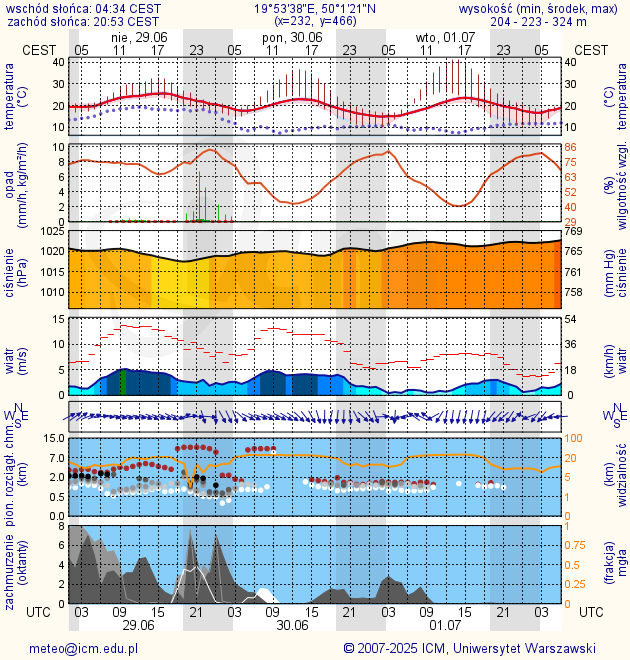 wschód słońca: 04:34 CEST 19°53'38"E, 50°1'21"N wysokość (min, środek, max)
zachód słońca: 20:53 CEST (x=232, y=466) 204 - 223 - 324 m
nie, 29.06 pon, 30.06 wto, 01.07
CEST 05 11 17 23 05 11 17 23 05 11 17 23 05 CEST
temperatura (°C) 40 30 20 10 40 30 20 10 temperatura (°C)
opad (mm/h, kg/m²/h) 10 8 6 4 2 0 86 75 63 52 40 29 (%) wilgotność wzgl.
ciśnienie (hPa) 1025 1020 1015 1010 769 765 761 758 (mm Hg) ciśnienie
wiatr (m/s) 15 10 5 0 54 36 18 0 (km/h) wiatr
N W E S N W E S
pion. rozciągł. chm. (km) 15.0 7.0 2.0 0.5 0.0 100 20 5 1 0 (km) widzialność
zachmurzenie (oktanty) 8 6 4 2 0 1 0.75 0.5 0.25 0 (frakcja) mgła
UTC 03 09 15 21 03 09 15 21 03 09 15 21 03 UTC
29.06 30.06 01.07
meteo@icm.edu.pl © 2007-2025 ICM, Uniwersytet Warszawski